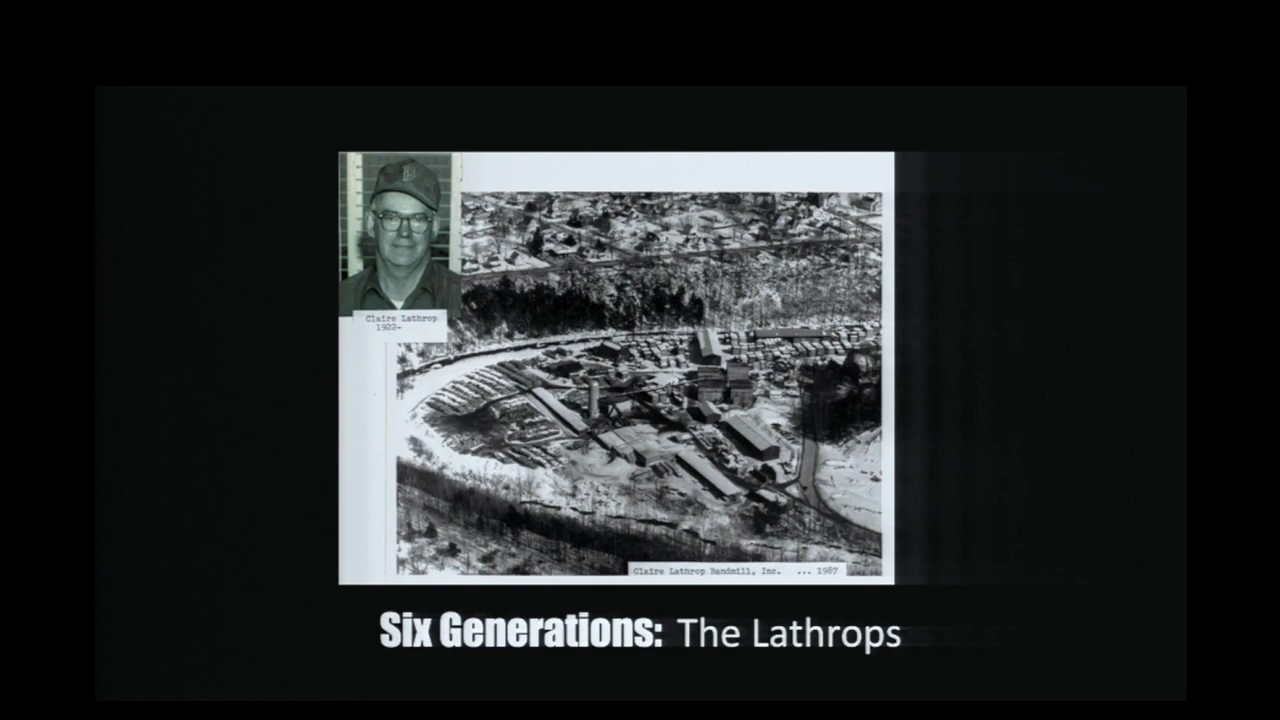 B
Claire Lathrop
1922-
Claire Lathrop Bandmill, Inc. ... 1987
Six Generations: The Lathrops